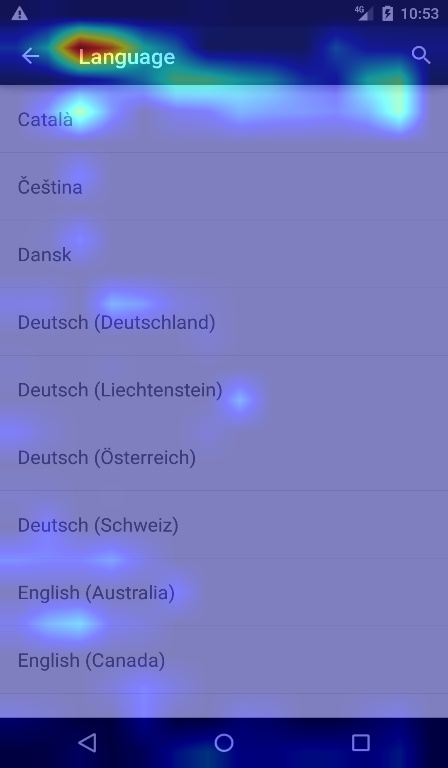 4G 10:53
Language
Català
Čeština
Dansk
Deutsch (Deutschland)
Deutsch (Liechtenstein)
Deutsch (Österreich)
Deutsch (Schweiz)
English (Australia)
English (Canada)